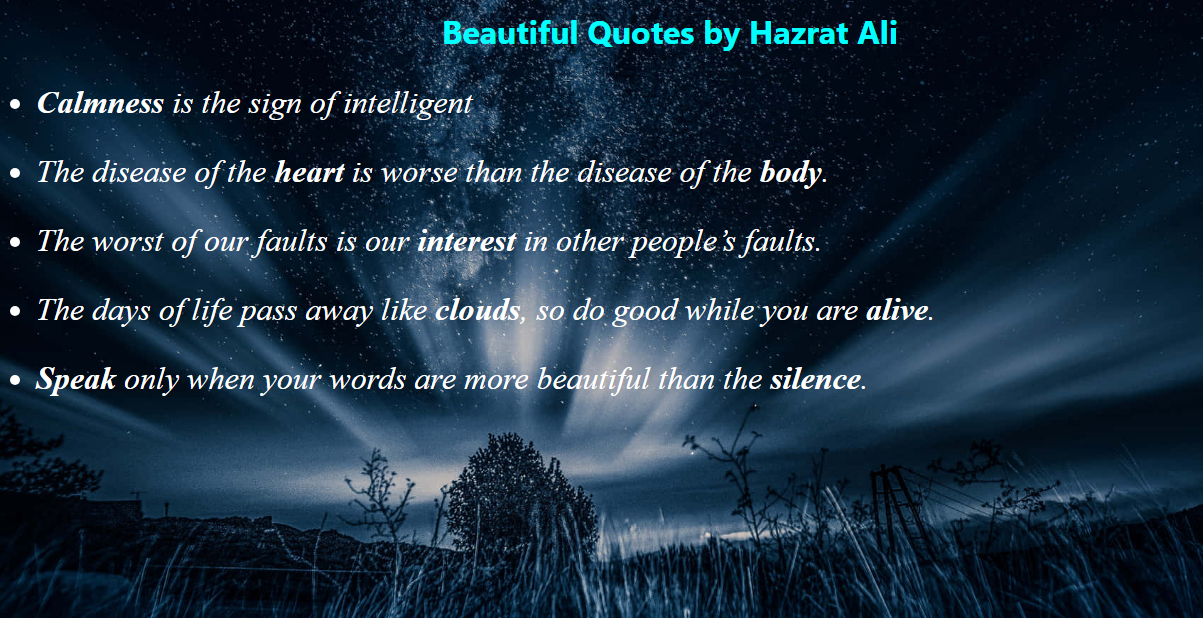 Beautiful Quotes by Hazrat Ali
• Calmness is the sign of intelligent
• The disease of the heart is worse than the disease of the body.
• The worst of our faults is our interest in other people’s faults.
• The days of life pass away like clouds, so do good while you are alive.
• Speak only when your words are more beautiful than the silence.